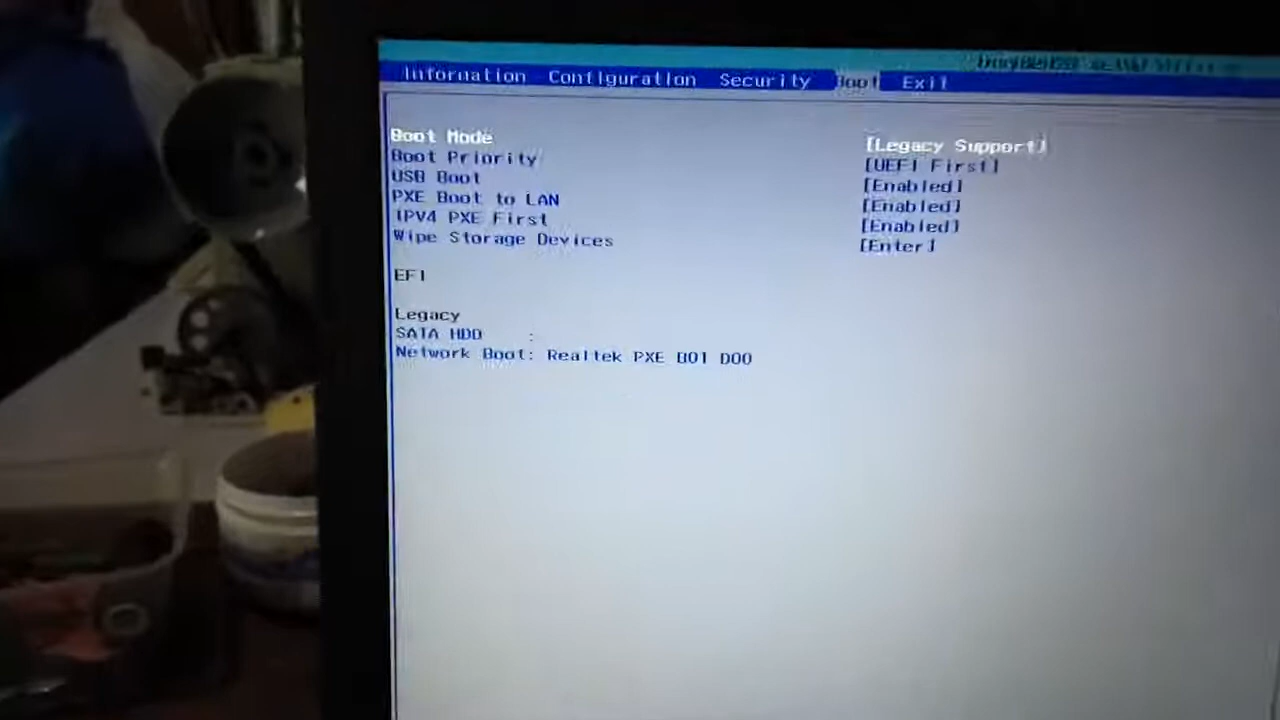 Information Configuration Security Boot Exit
Boot Mode [Legacy Support]
Boot Priority [UEFI First]
USB Boot [Enabled]
PXE Boot to LAN [Enabled]
IPV4 PXE First [Enabled]
Wipe Storage Devices [Enter]
EFI
Legacy
SATA HDD :
Network Boot: Realtek PXE B01 D00